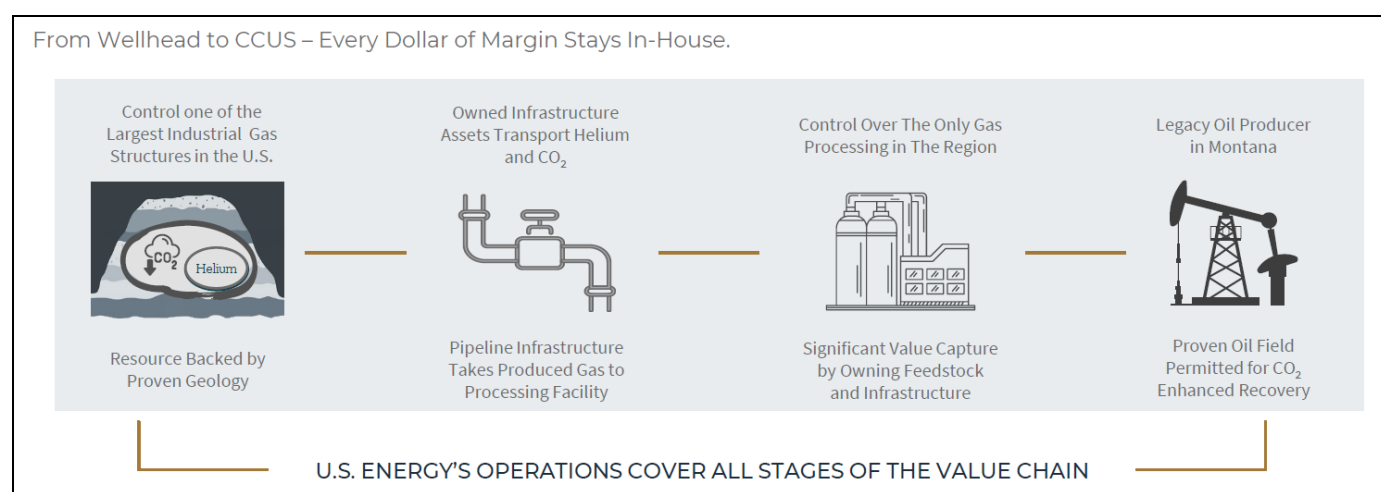 From Wellhead to CCUS – Every Dollar of Margin Stays In-House.
Control one of the
Largest Industrial Gas
Structures in the U.S.
CO₂
Helium
Resource Backed by
Proven Geology
Owned Infrastructure
Assets Transport Helium
and CO₂
Pipeline Infrastructure
Takes Produced Gas to
Processing Facility
Control Over The Only Gas
Processing in The Region
Significant Value Capture
by Owning Feedstock
and Infrastructure
Legacy Oil Producer
in Montana
Proven Oil Field
Permitted for CO₂
Enhanced Recovery
U.S. ENERGY’S OPERATIONS COVER ALL STAGES OF THE VALUE CHAIN